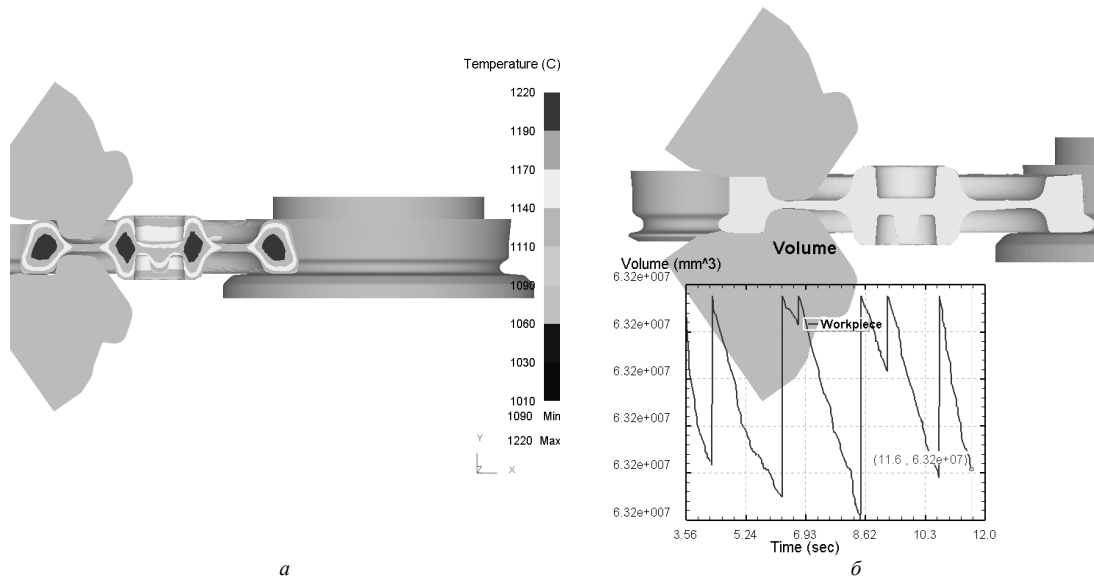 Temperature (C)
1220
1190
1170
1140
1110
1090
1060
1030
1010
1090 Min
1220 Max
Y
Z X
а
Volume
Volume (mm^3)
6.32e+007
6.32e+007
6.32e+007
6.32e+007
6.32e+007
6.32e+007
Workpiece
(11.6 , 6.32e+07)
3.56 5.24 6.93 8.62 10.3 12.0
Time (sec)
б